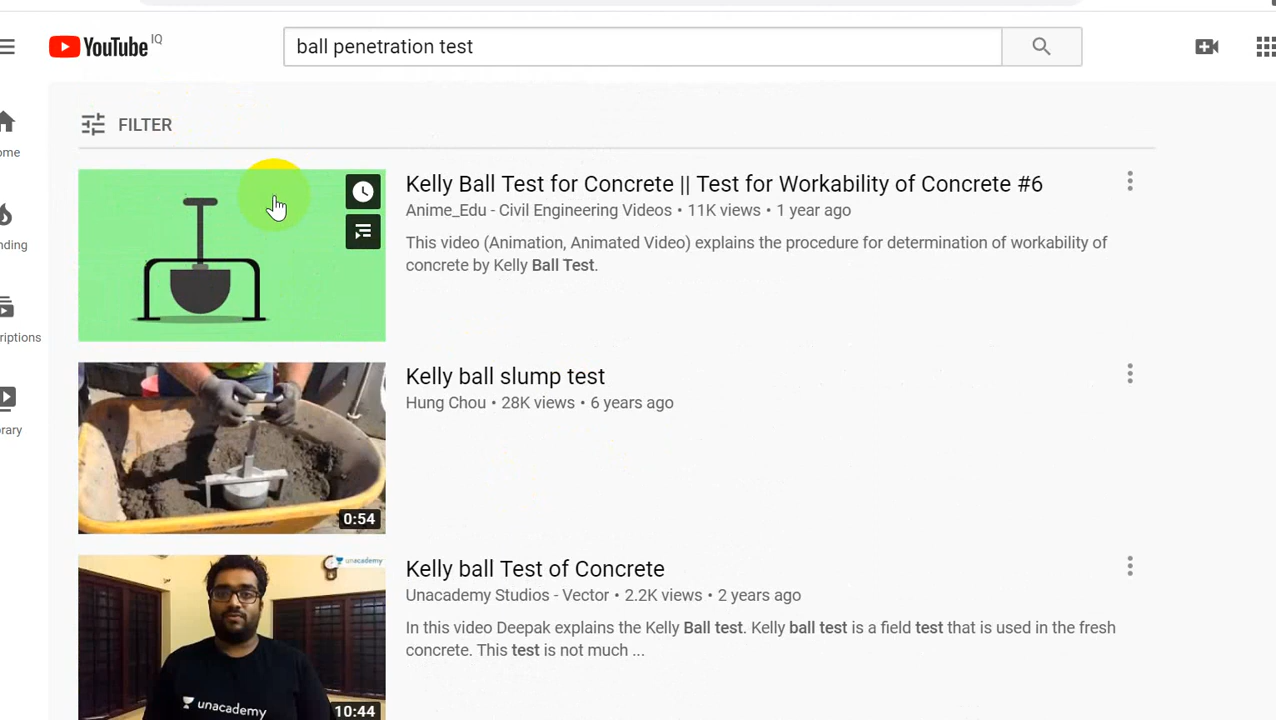 YouTube IQ
ball penetration test
FILTER
ome
Kelly Ball Test for Concrete || Test for Workability of Concrete #6
Anime_Edu - Civil Engineering Videos • 11K views • 1 year ago
This video (Animation, Animated Video) explains the procedure for determination of workability of
concrete by Kelly Ball Test.
nding
riptions
Kelly ball slump test
Hung Chou • 28K views • 6 years ago
brary
0:54
unacademy
Kelly ball Test of Concrete
Unacademy Studios - Vector • 2.2K views • 2 years ago
In this video Deepak explains the Kelly Ball test. Kelly ball test is a field test that is used in the fresh
concrete. This test is not much ...
unacademy
10:44